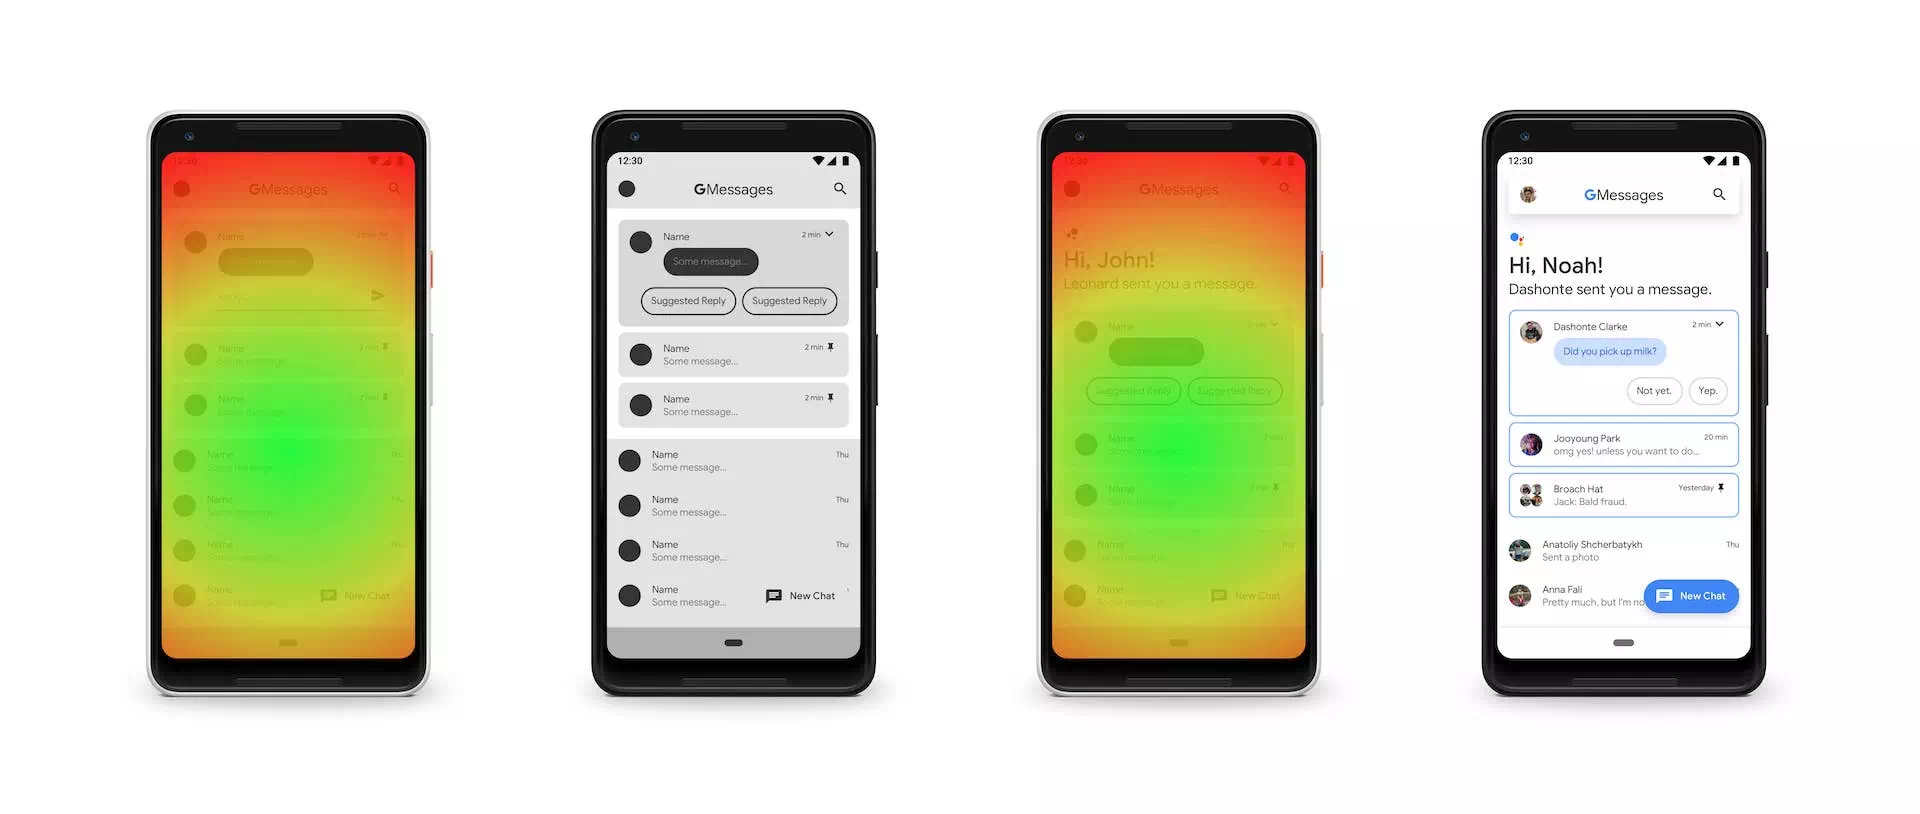 12:30
GMessages
Name
2 min
Reply
Name
2 min
Some message...
Name
2 min
Some message...
Name
Thu
Some message...
Name
Thu
Some message...
Name
Thu
Some message...
Name
Some message...
New Chat
12:30
GMessages
Name
2 min
Some message...
Suggested Reply
Suggested Reply
Name
2 min
Some message...
Name
2 min
Some message...
Name
Thu
Some message...
Name
Thu
Some message...
Name
Thu
Some message...
Name
Some message...
New Chat
12:30
GMessages
Hi, John!
Leonard sent you a message.
Name
2 min
Suggested Reply
Suggested Reply
Name
2 min
Some message...
Name
2 min
Some message...
Name
Thu
Some message...
Name
Some message...
New Chat
12:30
GMessages
Hi, Noah!
Dashonte sent you a message.
Dashonte Clarke
2 min
Did you pick up milk?
Not yet.
Yep.
Jooyoung Park
20 min
omg yes! unless you want to do...
Broach Hat
Yesterday
Jack: Bald fraud.
Anatoliy Shcherbatykh
Thu
Sent a photo
Anna Fali
Pretty much, but I'm no
New Chat